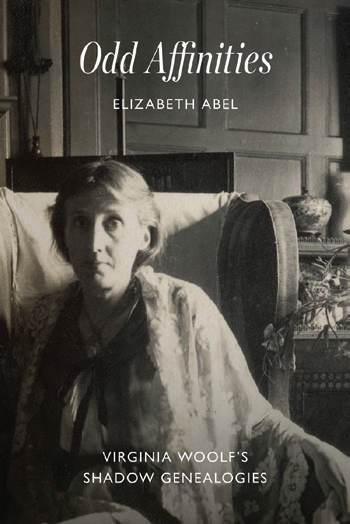 Odd Affinities
ELIZABETH ABEL
VIRGINIA WOOLF'S
SHADOW GENEALOGIES